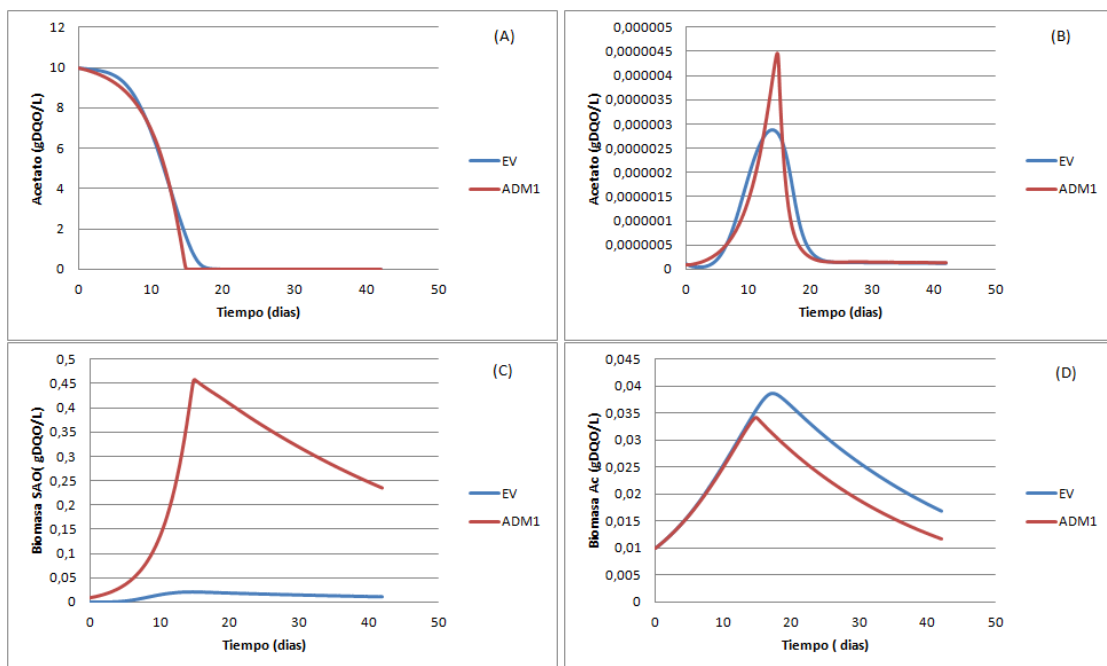 (A)
Acetato (gDQO/L)
12
10
8
6
4
2
0
0 10 20 30 40 50
Tiempo (dias)
EV
ADM1
(B)
Acetato (gDQO/L)
0,000005
0,0000045
0,000004
0,0000035
0,000003
0,0000025
0,000002
0,0000015
0,000001
0,0000005
0
0 10 20 30 40 50
Tiempo (dias)
EV
ADM1
(C)
Biomasa SAO( gDQO/L)
0,5
0,45
0,4
0,35
0,3
0,25
0,2
0,15
0,1
0,05
0
0 10 20 30 40 50
Tiempo (dias)
EV
ADM1
(D)
Biomasa Ac (gDQO/L)
0,045
0,04
0,035
0,03
0,025
0,02
0,015
0,01
0,005
0
0 10 20 30 40 50
Tiempo ( dias)
EV
ADM1